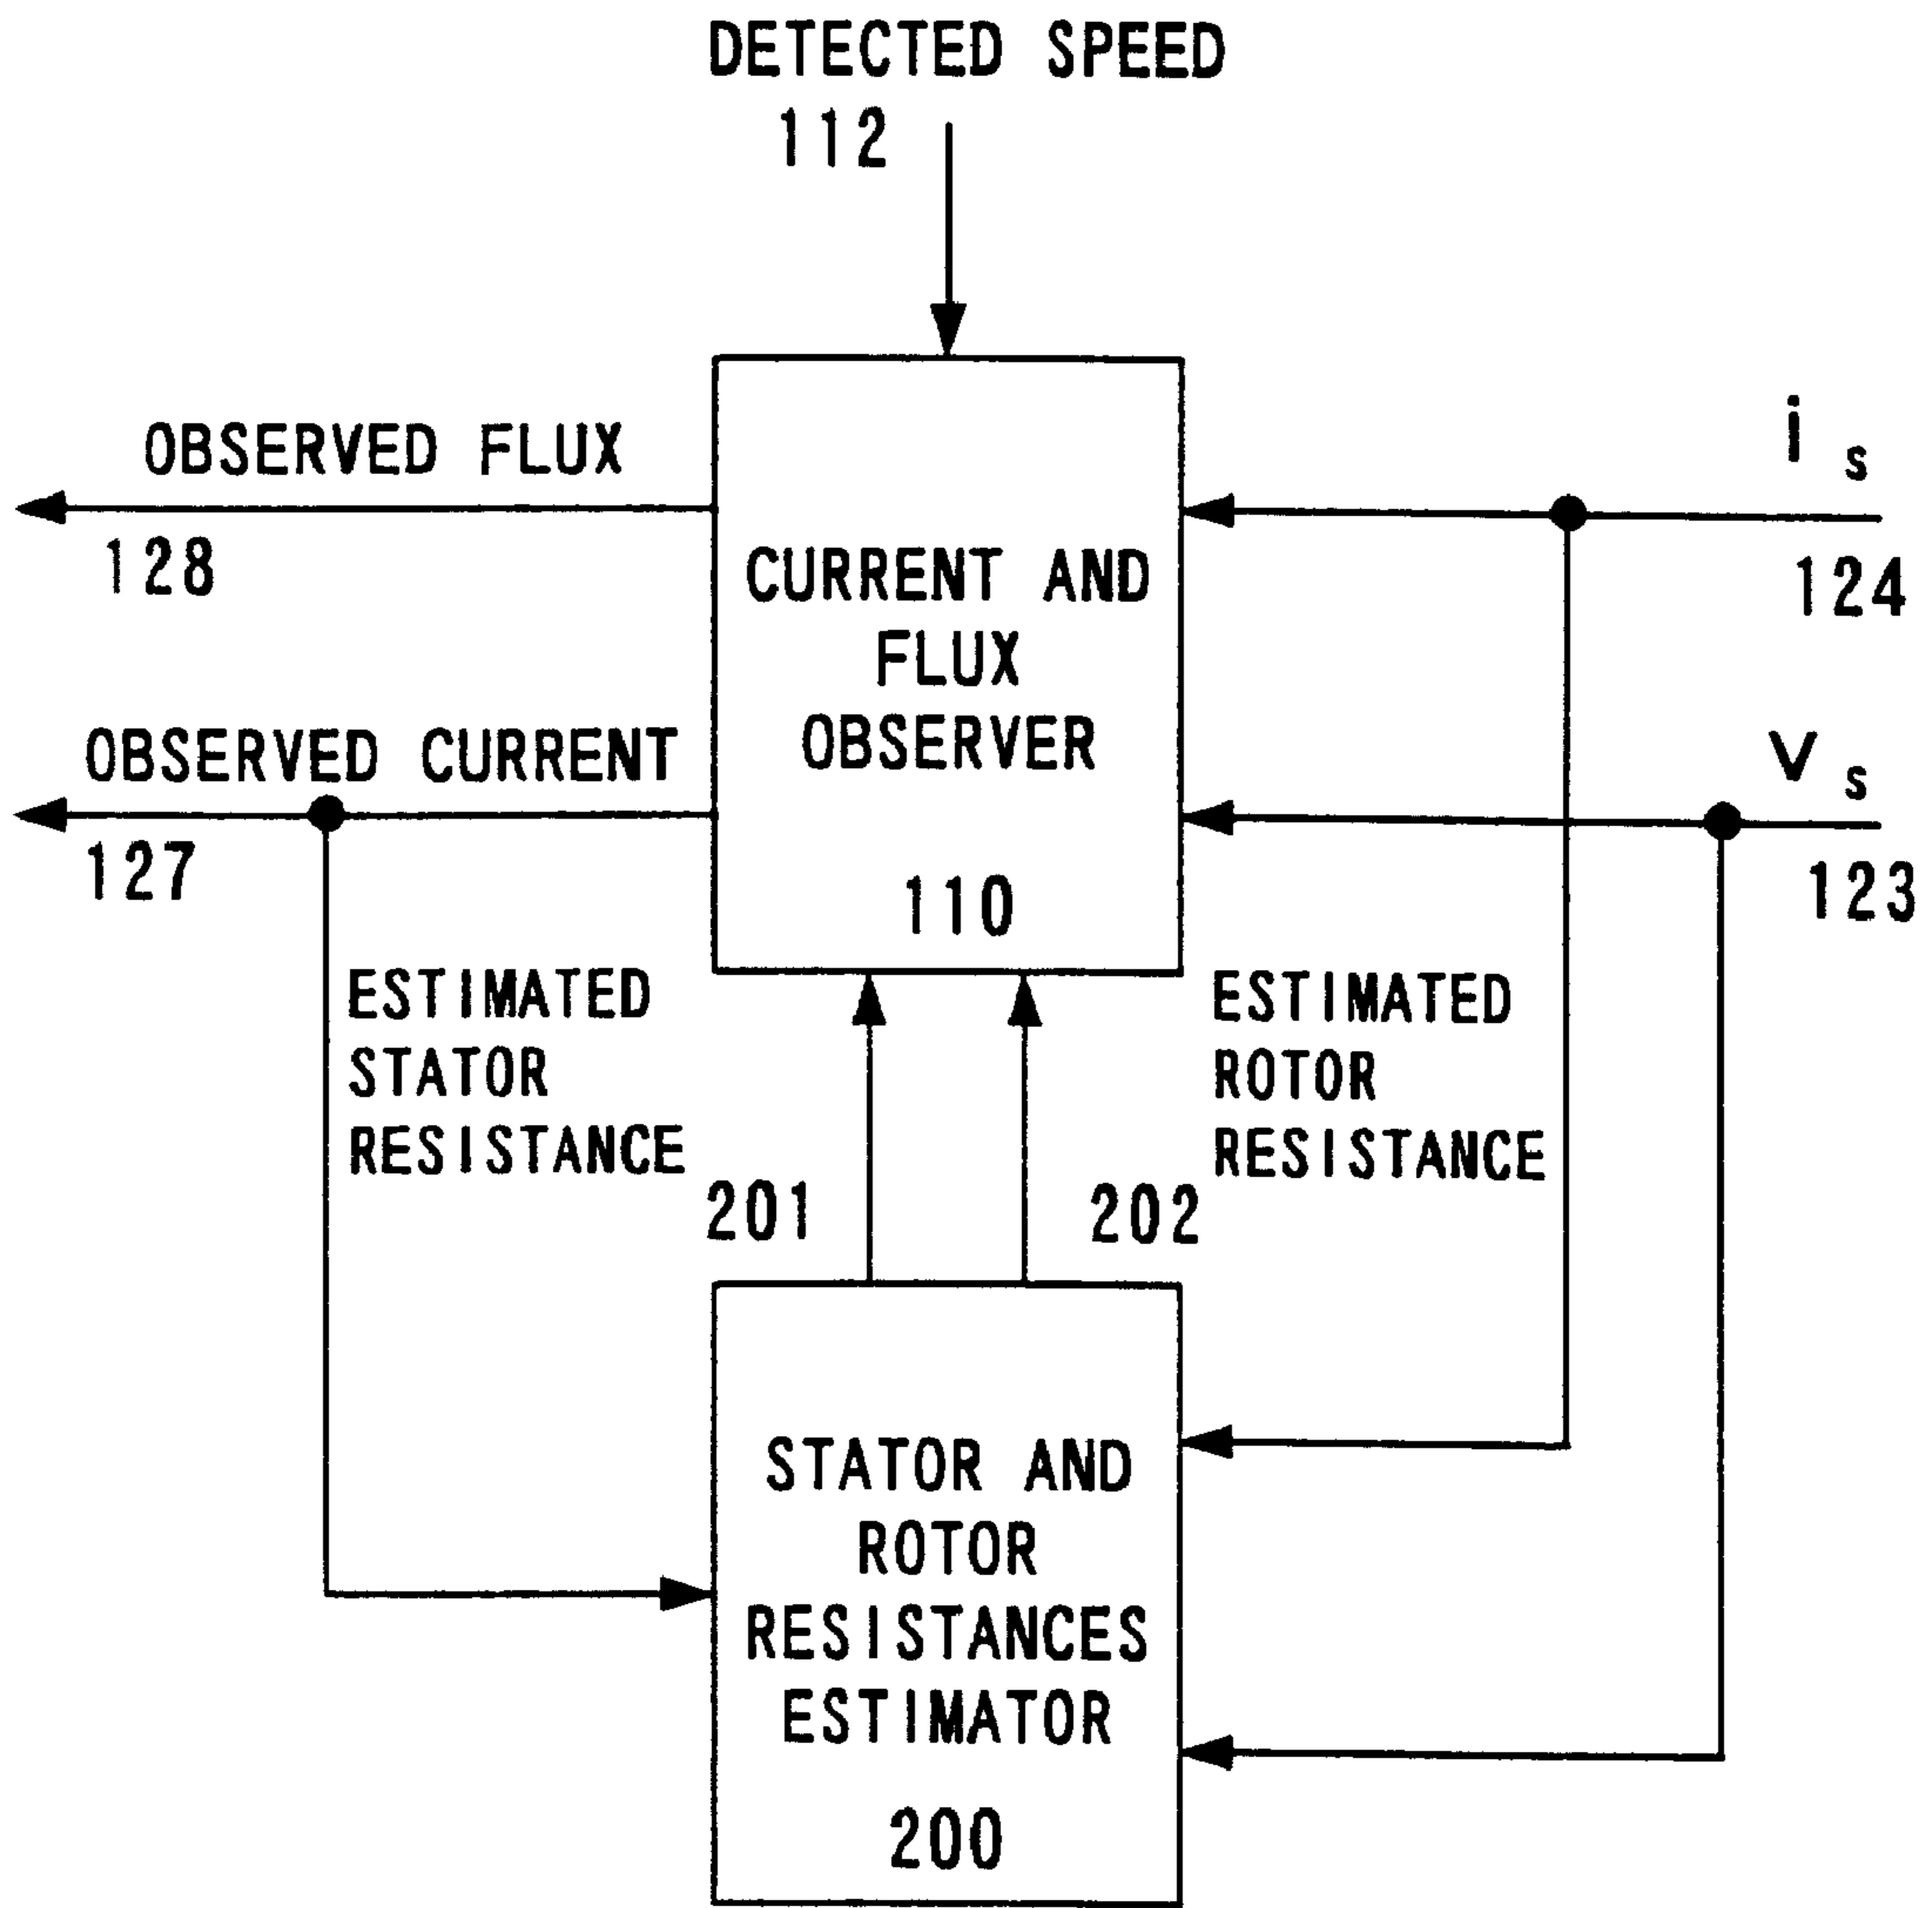 DETECTED SPEED
112
OBSERVED FLUX
128
i s
124
CURRENT AND
FLUX
OBSERVER
110
OBSERVED CURRENT
127
V s
123
ESTIMATED
STATOR
RESISTANCE
201
ESTIMATED
ROTOR
RESISTANCE
202
STATOR AND
ROTOR
RESISTANCES
ESTIMATOR
200